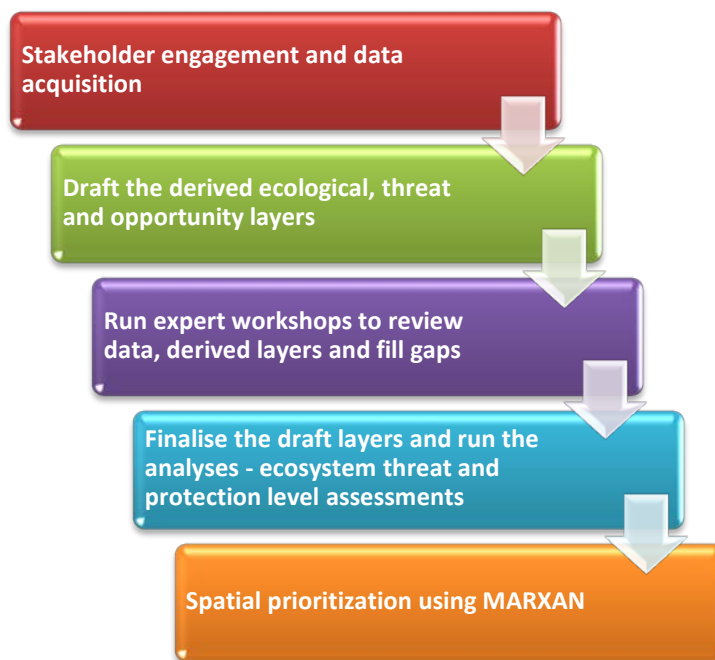 Stakeholder engagement and data
acquisition
Draft the derived ecological, threat
and opportunity layers
Run expert workshops to review
data, derived layers and fill gaps
Finalise the draft layers and run the
analyses - ecosystem threat and
protection level assessments
Spatial prioritization using MARXAN